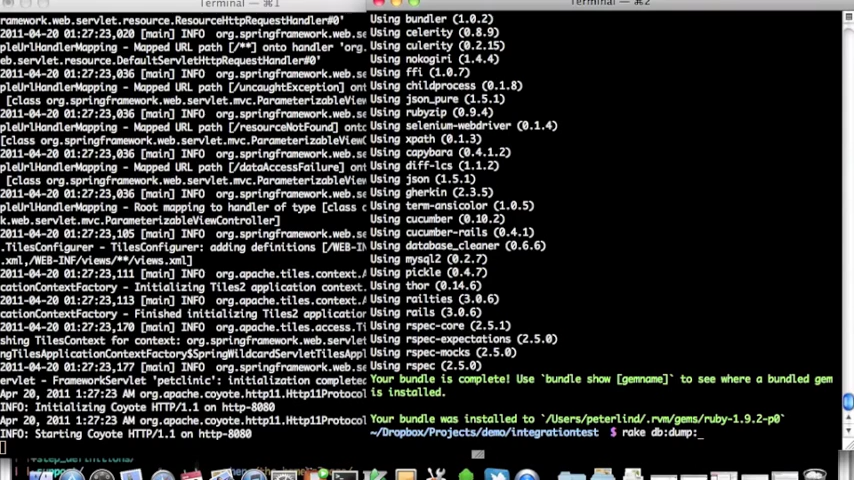 Terminal — ⌘1
ramework.web.servlet.resource.ResourceHttpRequestHandler#0'
2011-04-20 01:27:23,020 [main] INFO  org.springframework.
pleUrlHandlerMapping - Mapped URL path [/**] onto handler 'org.
eb.servlet.resource.DefaultServletHttpRequestHandler#0'
2011-04-20 01:27:23,036 [main] INFO  org.springframework.
pleUrlHandlerMapping - Mapped URL path [/uncaughtException] ont
 [class org.springframework.web.servlet.mvc.ParameterizableView
2011-04-20 01:27:23,036 [main] INFO  org.springframework.
pleUrlHandlerMapping - Mapped URL path [/resourceNotFound] onto
[class org.springframework.web.servlet.mvc.ParameterizableViewC
2011-04-20 01:27:23,036 [main] INFO  org.springframework.
pleUrlHandlerMapping - Mapped URL path [/dataAccessFailure] ont
 [class org.springframework.web.servlet.mvc.ParameterizableView
2011-04-20 01:27:23,036 [main] INFO  org.springframework.
pleUrlHandlerMapping - Root mapping to handler of type [class o
k.web.servlet.mvc.ParameterizableViewController]
2011-04-20 01:27:23,105 [main] INFO  org.springframework.
.TilesConfigurer - TilesConfigurer: adding definitions [/WEB-IN
.xml,/WEB-INF/views/**/views.xml]
2011-04-20 01:27:23,111 [main] INFO  org.apache.tiles.context.
cationContextFactory - Initializing Tiles2 application context.
2011-04-20 01:27:23,113 [main] INFO  org.apache.tiles.context.
cationContextFactory - Finished initializing Tiles2 application
2011-04-20 01:27:23,170 [main] INFO  org.apache.tiles.access.Ti
shing TilesContext for context: org.springframework.web.servlet
ngTilesApplicationContextFactory$SpringWildcardServletTilesAppl
2011-04-20 01:27:23,177 [main] INFO  org.springframework.web.
ervlet - FrameworkServlet 'petclinic': initialization completed
Apr 20, 2011 1:27:23 AM org.apache.coyote.http11.Http11Protocol
INFO: Initializing Coyote HTTP/1.1 on http-8080
Apr 20, 2011 1:27:23 AM org.apache.coyote.http11.Http11Protocol
INFO: Starting Coyote HTTP/1.1 on http-8080
Terminal — ⌘2
Using bundler (1.0.2)
Using celerity (0.8.9)
Using culerity (0.2.15)
Using nokogiri (1.4.4)
Using ffi (1.0.7)
Using childprocess (0.1.8)
Using json_pure (1.5.1)
Using rubyzip (0.9.4)
Using selenium-webdriver (0.1.4)
Using xpath (0.1.3)
Using capybara (0.4.1.2)
Using diff-lcs (1.1.2)
Using json (1.5.1)
Using gherkin (2.3.5)
Using term-ansicolor (1.0.5)
Using cucumber (0.10.2)
Using cucumber-rails (0.4.1)
Using database_cleaner (0.6.6)
Using mysql2 (0.2.7)
Using pickle (0.4.7)
Using thor (0.14.6)
Using railties (3.0.6)
Using rails (3.0.6)
Using rspec-core (2.5.1)
Using rspec-expectations (2.5.0)
Using rspec-mocks (2.5.0)
Using rspec (2.5.0)
Your bundle is complete! Use `bundle show [gemname]` to see where a bundled gem
is installed.
Your bundle was installed to `/Users/peterlind/.rvm/gems/ruby-1.9.2-p0`
~/Dropbox/Projects/demo/integrationtest $ rake db:dump:_
step_definitions/